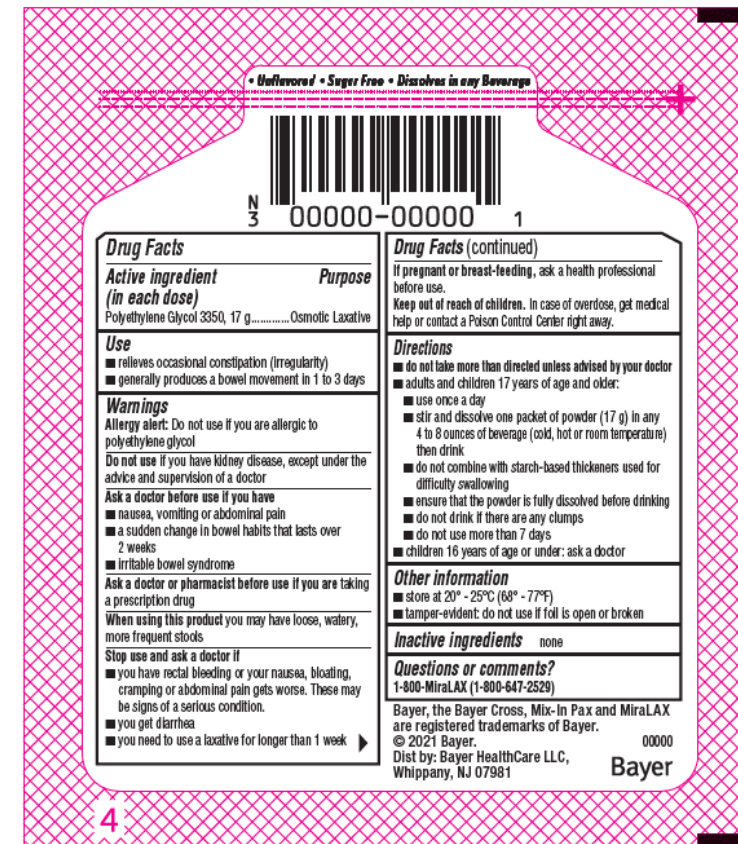 • Unflavored • Sugar Free • Dissolves in any Beverage
N
3 00000-00000 1
Drug Facts
Active ingredient Purpose
(in each dose)
Polyethylene Glycol 3350, 17 g.............Osmotic Laxative
Use
■ relieves occasional constipation (irregularity)
■ generally produces a bowel movement in 1 to 3 days
Warnings
Allergy alert: Do not use if you are allergic to
polyethylene glycol
Do not use if you have kidney disease, except under the
advice and supervision of a doctor
Ask a doctor before use if you have
■ nausea, vomiting or abdominal pain
■ a sudden change in bowel habits that lasts over
2 weeks
■ irritable bowel syndrome
Ask a doctor or pharmacist before use if you are taking
a prescription drug
When using this product you may have loose, watery,
more frequent stools
Stop use and ask a doctor if
■ you have rectal bleeding or your nausea, bloating,
cramping or abdominal pain gets worse. These may
be signs of a serious condition.
■ you get diarrhea
■ you need to use a laxative for longer than 1 week
Drug Facts (continued)
If pregnant or breast-feeding, ask a health professional
before use.
Keep out of reach of children. In case of overdose, get medical
help or contact a Poison Control Center right away.
Directions
■ do not take more than directed unless advised by your doctor
■ adults and children 17 years of age and older:
■ use once a day
■ stir and dissolve one packet of powder (17 g) in any
4 to 8 ounces of beverage (cold, hot or room temperature)
then drink
■ do not combine with starch-based thickeners used for
difficulty swallowing
■ ensure that the powder is fully dissolved before drinking
■ do not drink if there are any clumps
■ do not use more than 7 days
■ children 16 years of age or under: ask a doctor
Other information
■ store at 20° - 25°C (68° - 77°F)
■ tamper-evident: do not use if foil is open or broken
Inactive ingredients none
Questions or comments?
1-800-MiraLAX (1-800-647-2529)
Bayer, the Bayer Cross, Mix-In Pax and MiraLAX
are registered trademarks of Bayer.
© 2021 Bayer. 00000
Dist by: Bayer HealthCare LLC,
Whippany, NJ 07981
Bayer
4